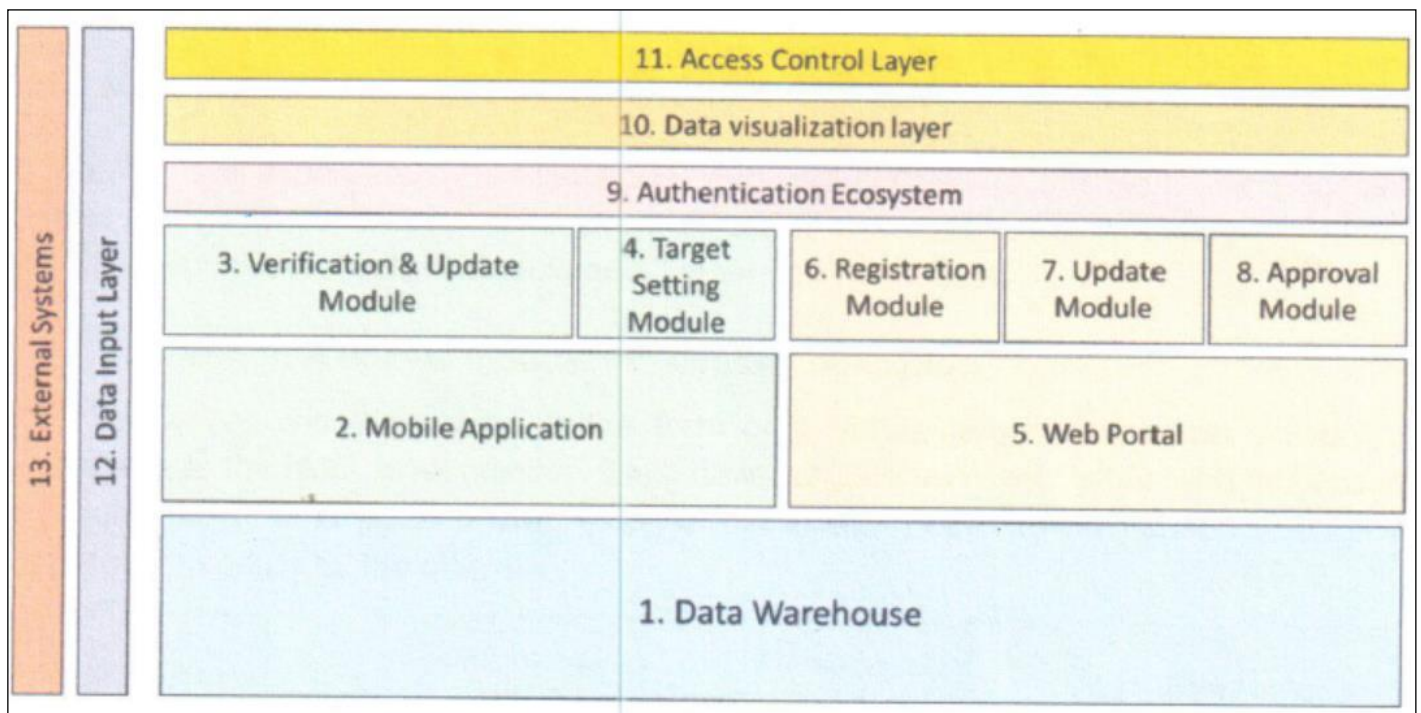 11. Access Control Layer
10. Data visualization layer
9. Authentication Ecosystem
3. Verification & Update
Module
4. Target
Setting
Module
6. Registration
Module
7. Update
Module
8. Approval
Module
2. Mobile Application
5. Web Portal
1. Data Warehouse
12. Data Input Layer
13. External Systems